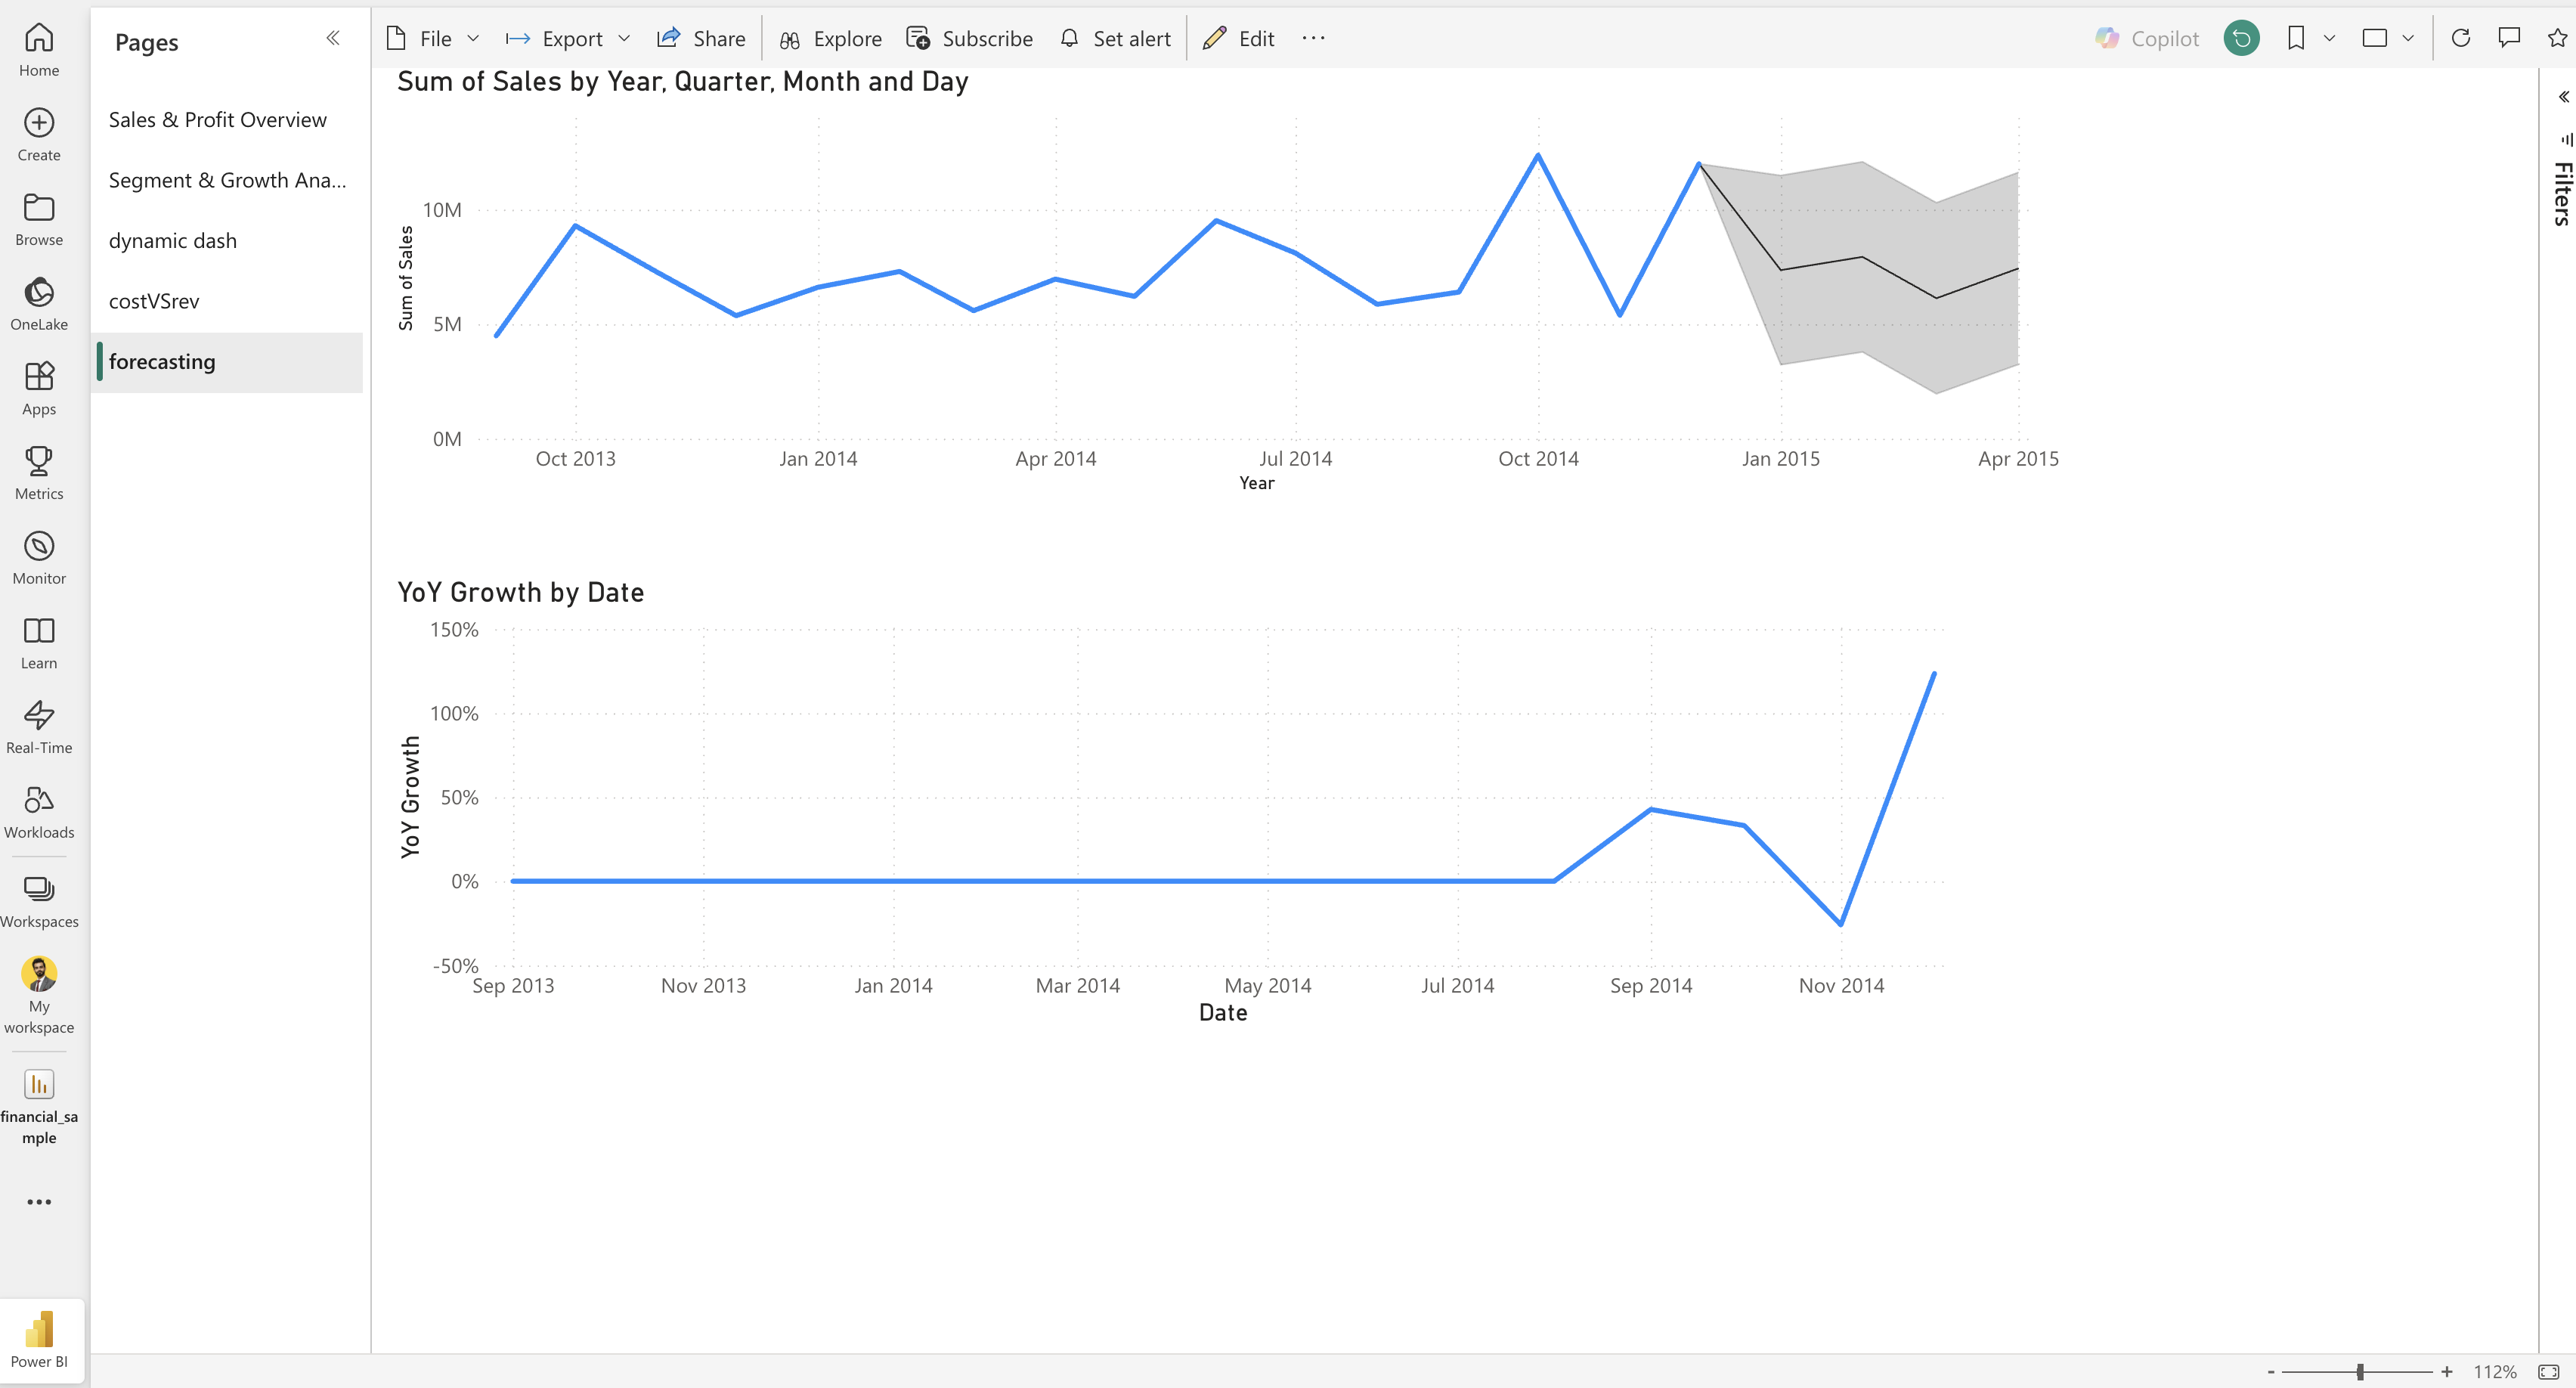 Home
Create
Browse
OneLake
Apps
Metrics
Monitor
Learn
Real-Time
Workloads
Workspaces
My
workspace
financial_sa
mple
Power BI
Pages
Sales & Profit Overview
Segment & Growth Ana...
dynamic dash
costVSrev
forecasting
File
Export
Share
Explore
Subscribe
Set alert
Edit
Copilot
Sum of Sales by Year, Quarter, Month and Day
Sum of Sales
10M
5M
0M
Oct 2013
Jan 2014
Apr 2014
Jul 2014
Oct 2014
Jan 2015
Apr 2015
Year
YoY Growth by Date
YoY Growth
150%
100%
50%
0%
-50%
Sep 2013
Nov 2013
Jan 2014
Mar 2014
May 2014
Jul 2014
Sep 2014
Nov 2014
Date
Filters
- + 112%